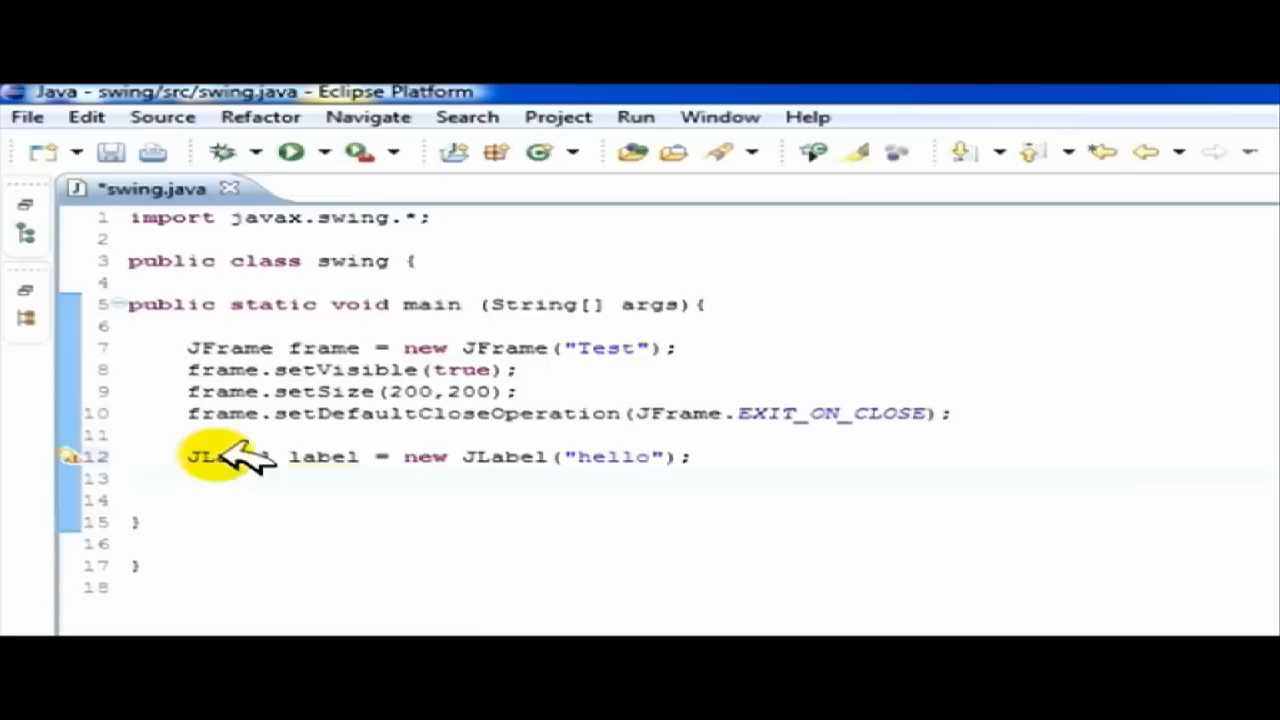 Java - swing/src/swing.java - Eclipse Platform
File Edit Source Refactor Navigate Search Project Run Window Help
*swing.java
1 import javax.swing.*;
2
3 public class swing {
4
5 public static void main (String[] args){
6
7 JFrame frame = new JFrame("Test");
8 frame.setVisible(true);
9 frame.setSize(200,200);
10 frame.setDefaultCloseOperation(JFrame.EXIT_ON_CLOSE);
11
12 label = new JLabel("hello");
13
14
15 }
16
17 }
18